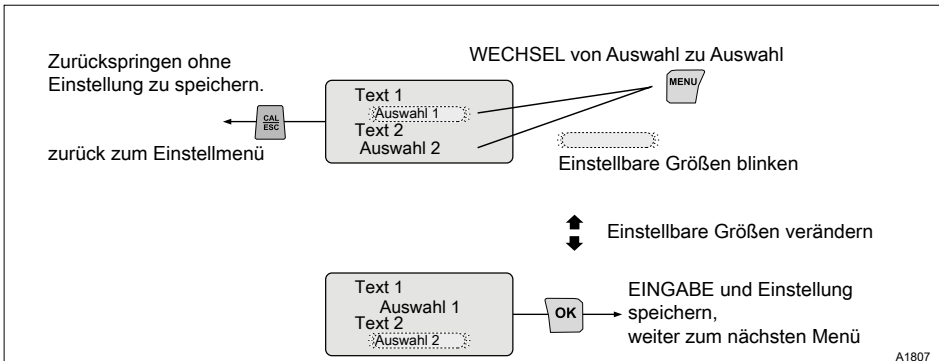 Zurückspringen ohne
Einstellung zu speichern.
WECHSEL von Auswahl zu Auswahl
MENU
Text 1
Auswahl 1
Text 2
Auswahl 2
CAL
ESC
zurück zum Einstellmenü
Einstellbare Größen blinken
Einstellbare Größen verändern
Text 1
Auswahl 1
Text 2
Auswahl 2
OK
EINGABE und Einstellung
speichern,
weiter zum nächsten Menü
A1807